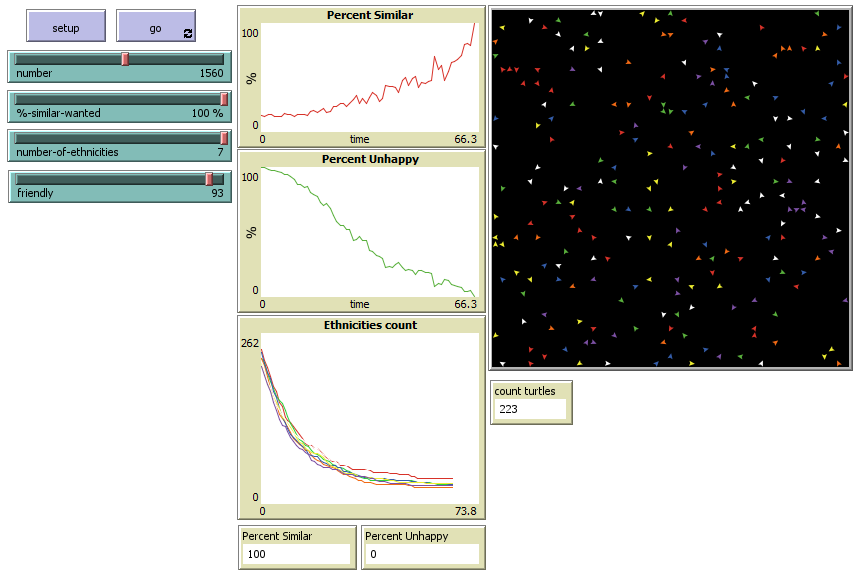 setup
go
number 1560
%-similar-wanted 100 %
number-of-ethnicities 7
friendly 93
Percent Similar
100
%
0
0 time 66.3
Percent Unhappy
100
%
0
0 time 66.3
Ethnicities count
262
0
0 73.8
Percent Similar
100
Percent Unhappy
0
count turtles
223